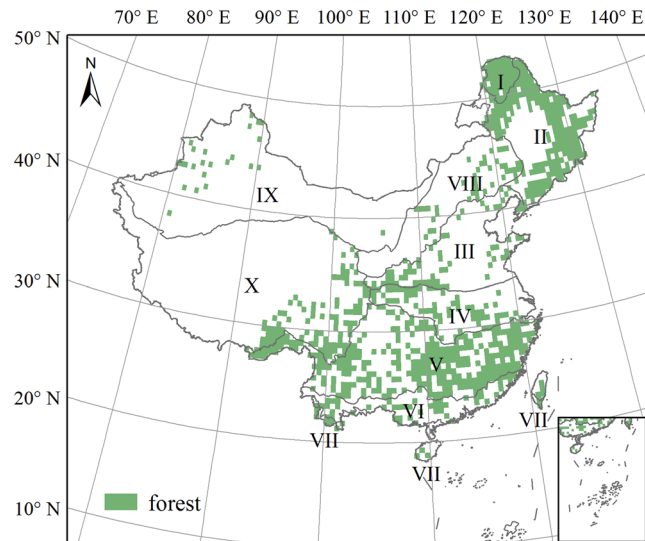 70° E 80° E 90° E 100° E 110° E 120° E 130° E 140° E
50° N
N
I
40° N
II
VIII
IX
III
30° N
X
IV
V
20° N
VI
VII
VII
VII
10° N
forest